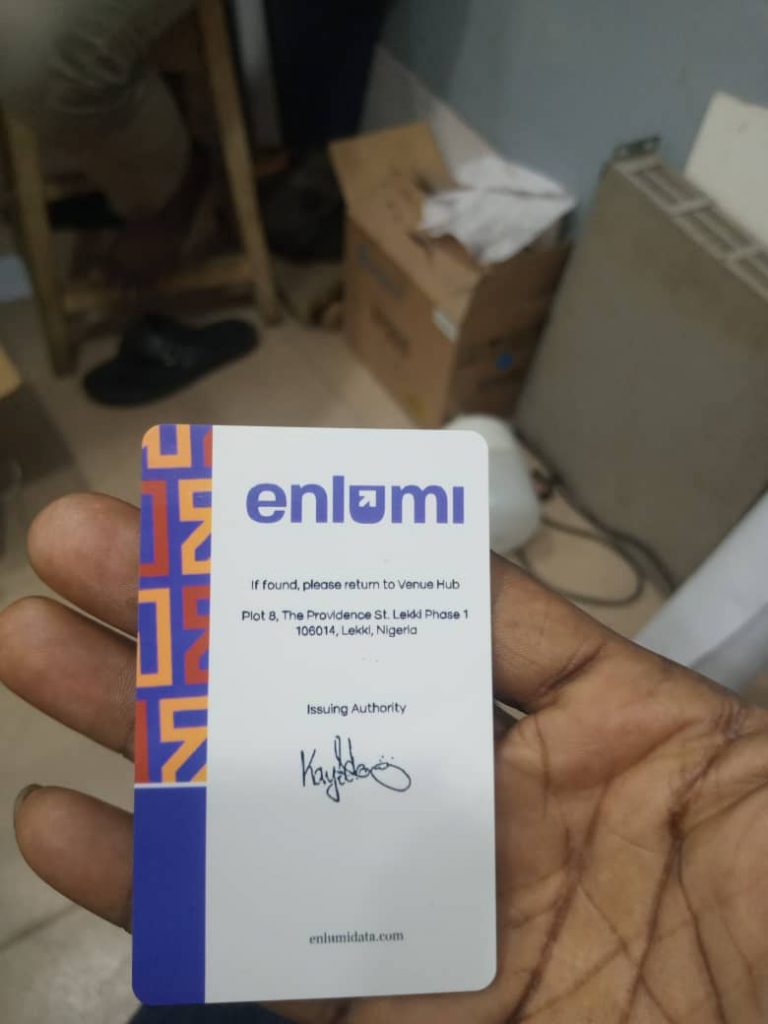 enlumi
If found, please return to Venue Hub
Plot 8, The Providence St. Lekki Phase 1
106014, Lekki, Nigeria
Issuing Authority
enlumidata.com